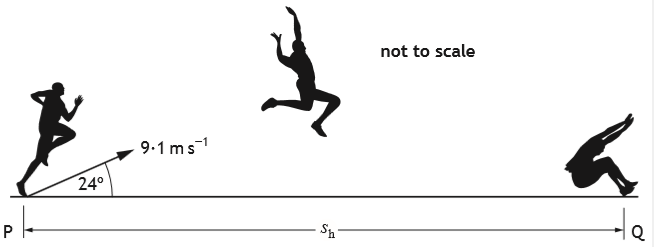 not to scale
9·1 m s⁻¹
24°
P sₕ Q